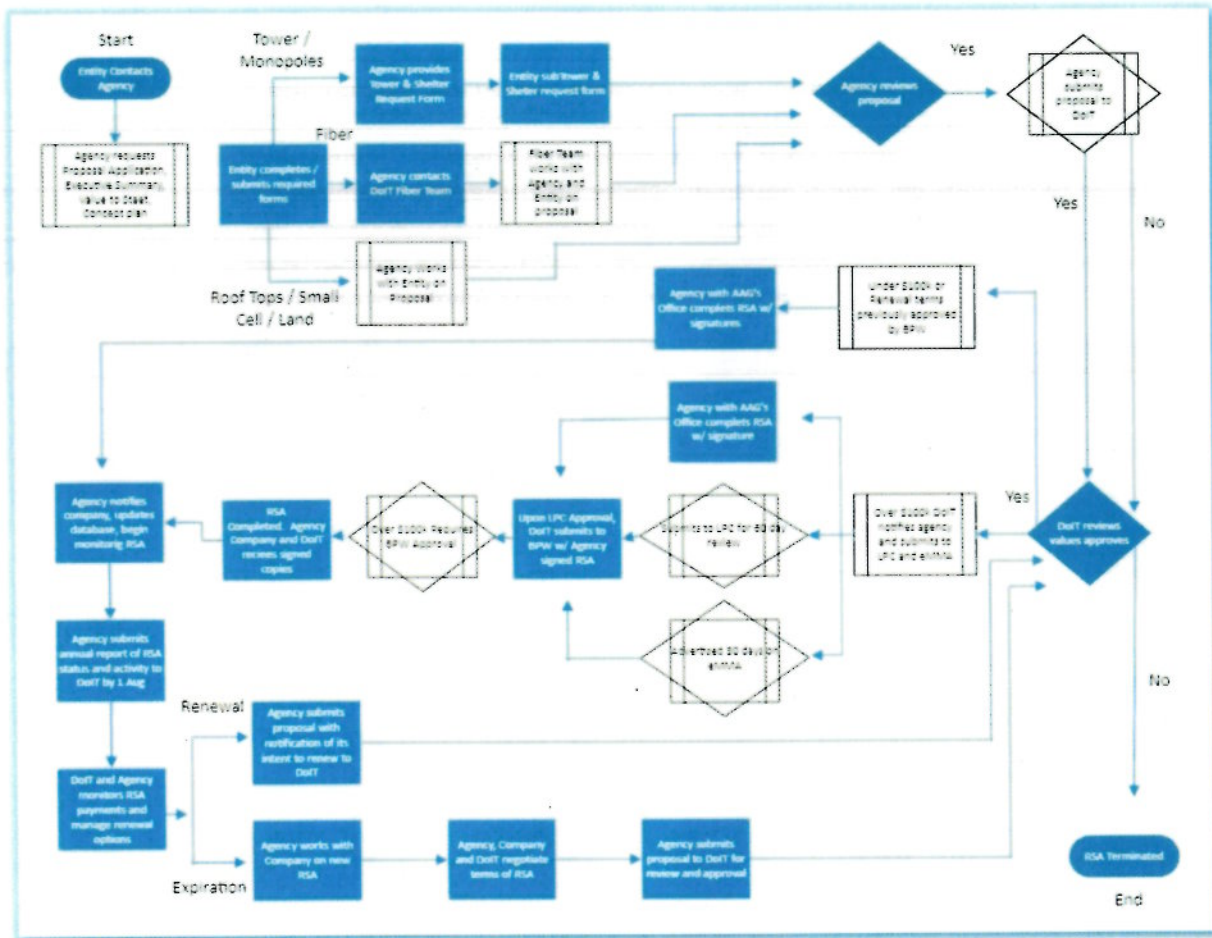 Start
Entity Contacts
Agency
Agency requests
Proposal Application,
Executive Summary,
value to Staat,
Concept plan
Tower /
Monopoles
Agency provides
Tower & Shelter
Request Form
Entity sub Tower &
Shelter request form
Agency reviews
proposal
Yes
Agency
submits
proposal to
DoIT
Fiber
Entity completes /
submits required
forms
Agency contacts
DoIT Fiber Team
Fiber Team
works with
Agency and
Entity on
proposal
Yes
No
Roof Tops / Small
Cell / Land
Agency Works
with Entity on
Proposal
Agency with AAG's
Office complets RSA w/
signatures
Under $100k or
Renewal terms
previously approved
by BPW
Agency with AAG's
Office complets RSA
w/ signature
Agency notifies
company, updates
database, begin
monitorig RSA
RSA
Completed. Agency
Company and DoIT
recives signed
copies
Over $100k Requires
BPW Approval
Upon LPC Approval,
DoIT submits to
BPW w/ Agency
signed RSA
Submits to LPC for 60 day
review
Over $100k DoIT
notifies agency
and submits to
LPC and eMMA
Yes
DoIT reviews
values approves
Advertised 30 days on
eMMA
Agency submits
annual report of RSA
status and activity to
DoIT by 1 Aug
No
Renewal
Agency submits
proposal with
notification of its
intent to renew to
DoIT
DoIT and Agency
monitors RSA
payments and
manage renewal
options
Expiration
Agency works with
Company on new
RSA
Agency, Company
and DoIT negotiate
terms of RSA
Agency submits
proposal to DoIT for
review and approval
RSA Terminated
End